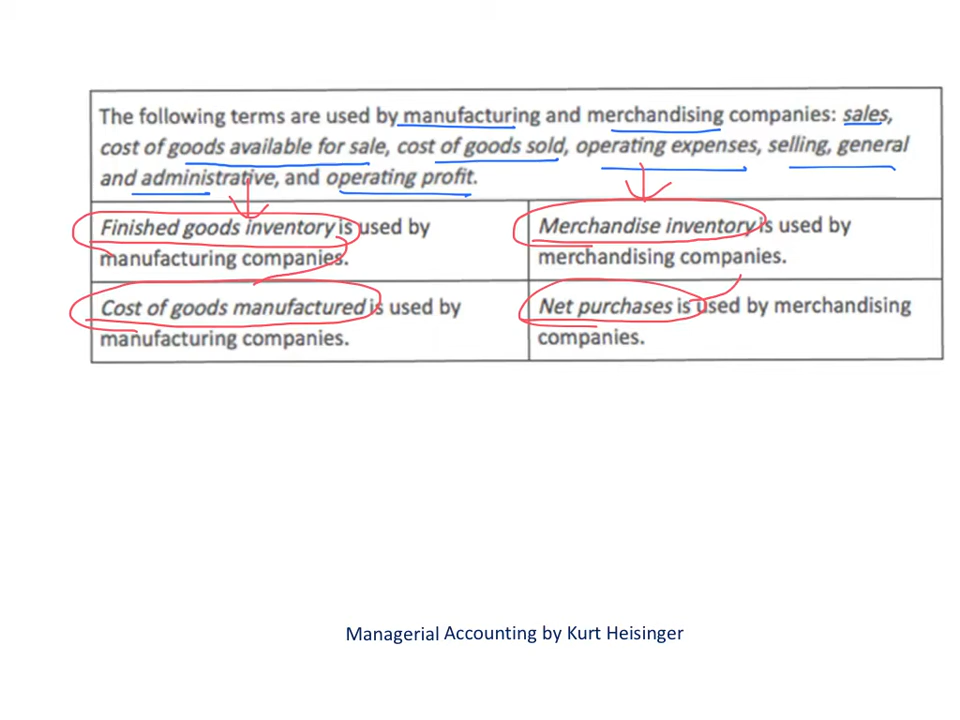 The following terms are used by manufacturing and merchandising companies: sales,
cost of goods available for sale, cost of goods sold, operating expenses, selling, general
and administrative, and operating profit.
Finished goods inventory is used by
manufacturing companies.
Merchandise inventory is used by
merchandising companies.
Cost of goods manufactured is used by
manufacturing companies.
Net purchases is used by merchandising
companies.
Managerial Accounting by Kurt Heisinger